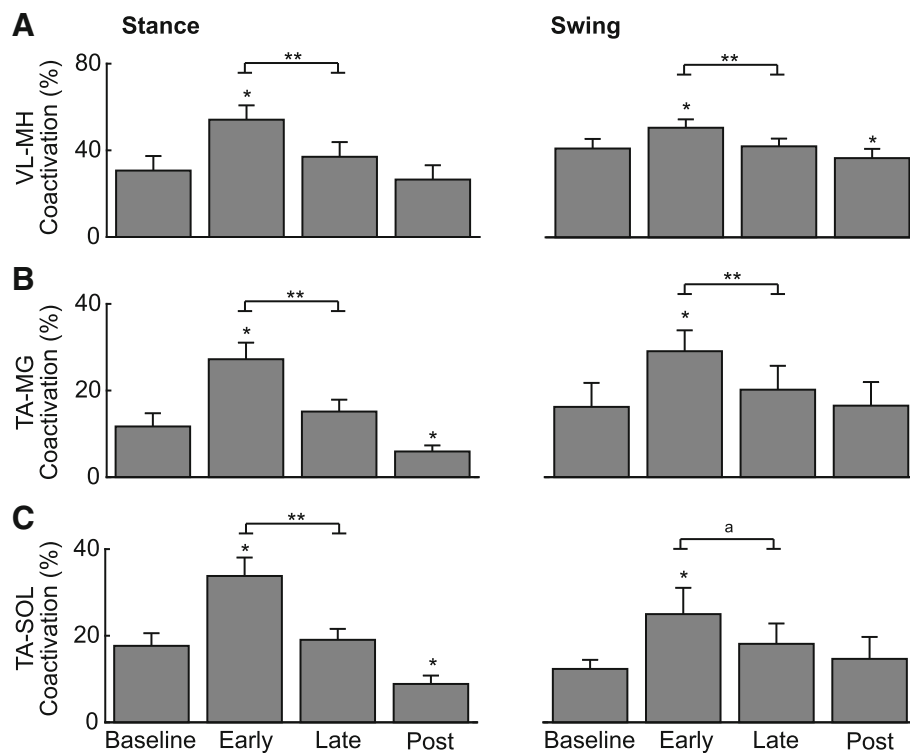 A
Stance
Swing
VL-MH
Coactivation (%)
80
40
0
**
*
**
*
*
B
TA-MG
Coactivation (%)
40
20
0
**
*
*
**
*
C
TA-SOL
Coactivation (%)
40
20
0
**
*
*
a
*
Baseline Early Late Post
Baseline Early Late Post